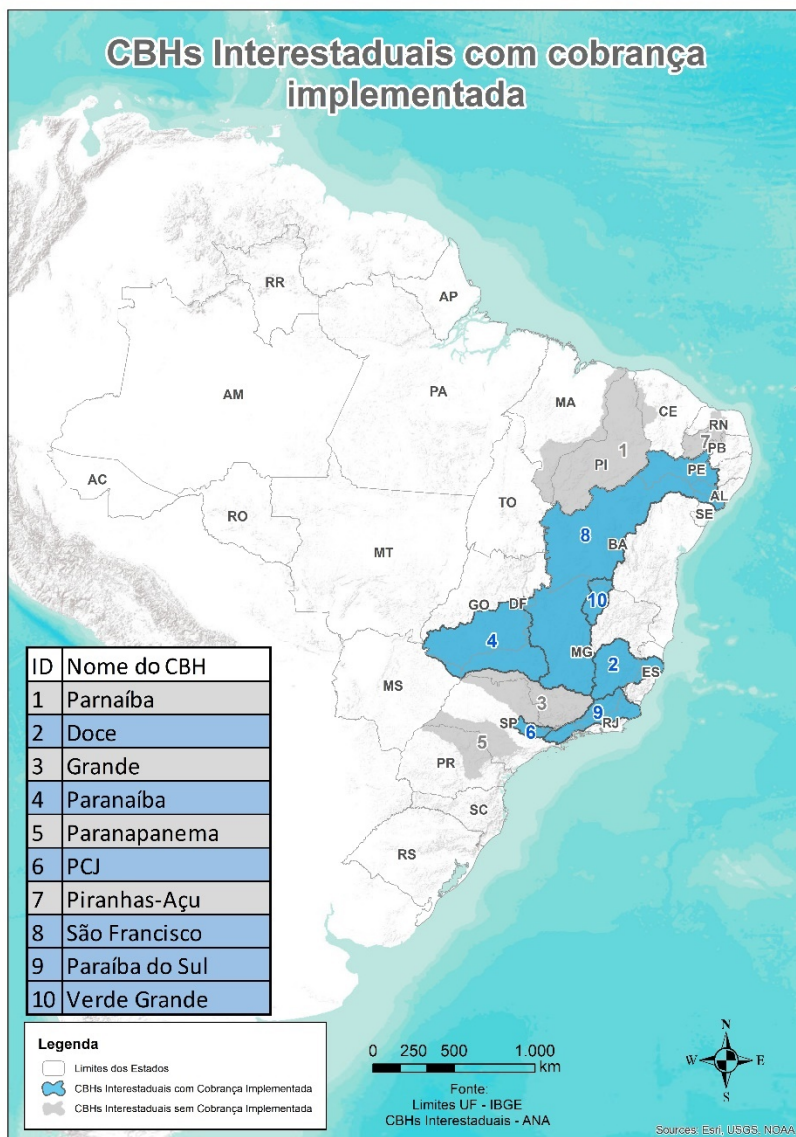 CBHs Interestaduais com cobrança
implementada
RR
AP
AM
PA
MA
CE
RN
7
PB
1
PI
PE
AC
TO
AL
SE
RO
8
BA
MT
GO
DF
10
4
MG
2
ES
MS
3
9
SP
6
RJ
5
PR
SC
RS
ID Nome do CBH
1 Parnaíba
2 Doce
3 Grande
4 Paranaíba
5 Paranapanema
6 PCJ
7 Piranhas-Açu
8 São Francisco
9 Paraíba do Sul
10 Verde Grande
Legenda
Limites dos Estados
CBHs Interestaduais com Cobrança Implementada
CBHs Interestaduais sem Cobrança Implementada
0 250 500 1.000
km
Fonte:
Limites UF - IBGE
CBHs Interestaduais - ANA
N
W E
S
Sources: Esri, USGS, NOAA